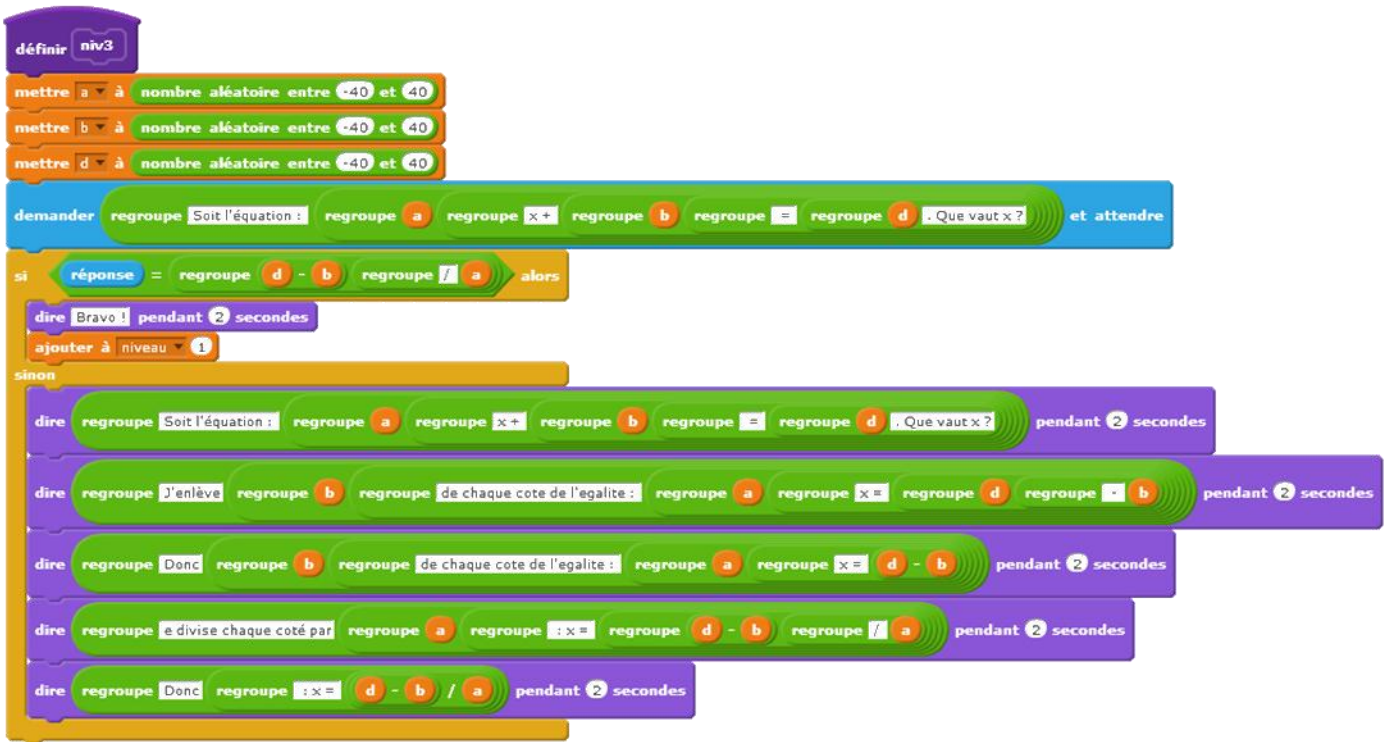 définir niv3
mettre a à nombre aléatoire entre -40 et 40
mettre b à nombre aléatoire entre -40 et 40
mettre d à nombre aléatoire entre -40 et 40
demander regroupe Soit l'équation : regroupe a regroupe x + regroupe b regroupe = regroupe d . Que vaut x ? et attendre
si réponse = regroupe d - b regroupe / a alors
dire Bravo ! pendant 2 secondes
ajouter à niveau 1
sinon
dire regroupe Soit l'équation : regroupe a regroupe x + regroupe b regroupe = regroupe d . Que vaut x ? pendant 2 secondes
dire regroupe J'enlève regroupe b regroupe de chaque cote de l'egalite : regroupe a regroupe x = regroupe d regroupe - b pendant 2 secondes
dire regroupe Donc regroupe b regroupe de chaque cote de l'egalite : regroupe a regroupe x = d - b pendant 2 secondes
dire regroupe e divise chaque coté par regroupe a regroupe : x = regroupe d - b regroupe / a pendant 2 secondes
dire regroupe Donc regroupe : x = d - b / a pendant 2 secondes